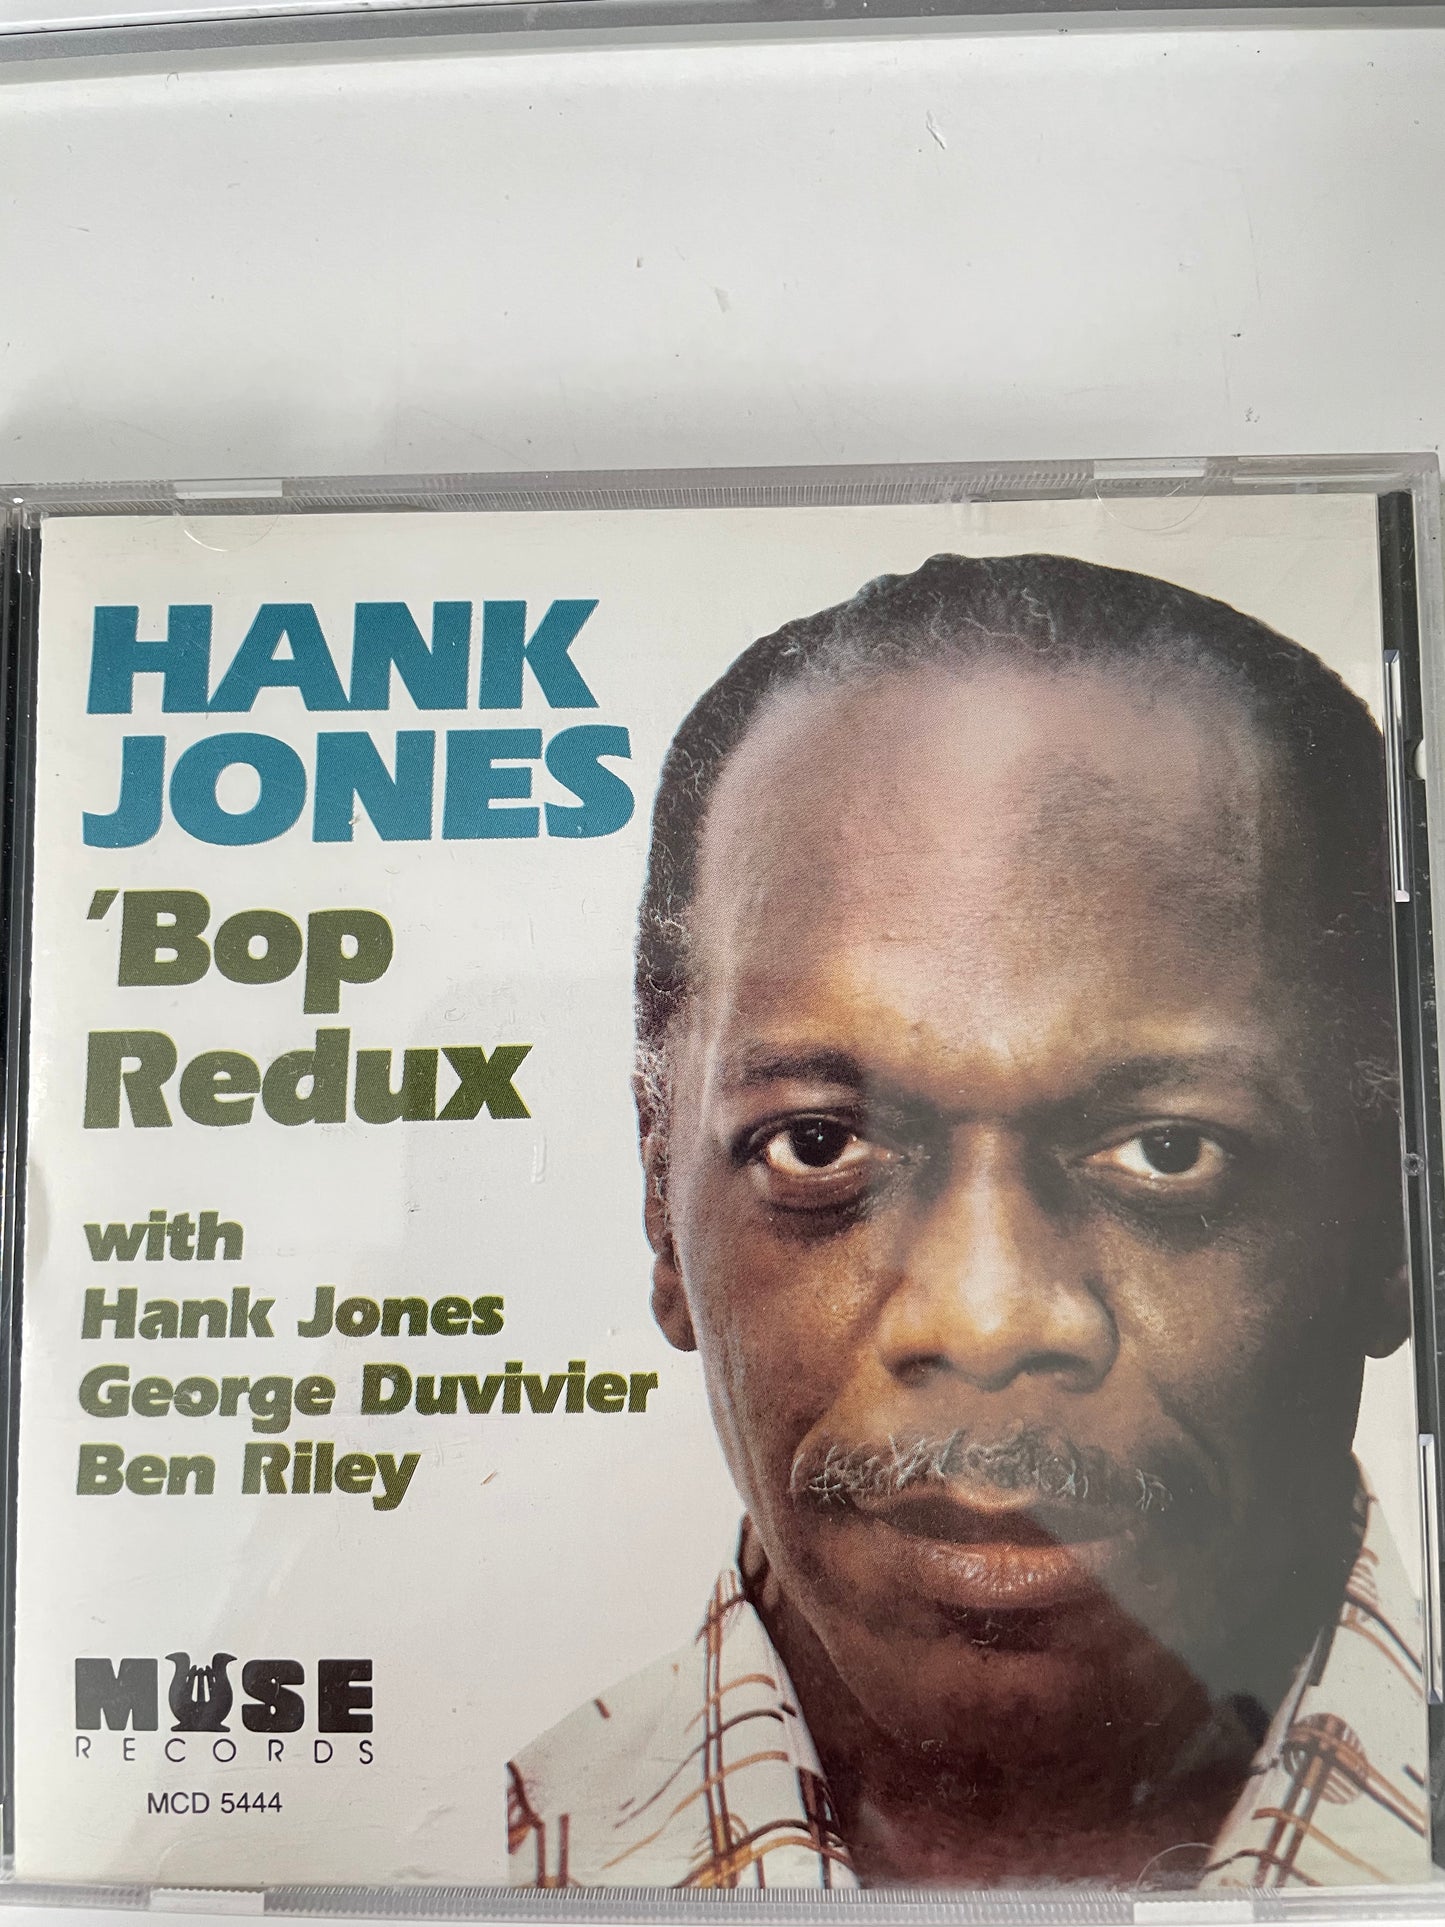 HANK
JONES
'Bop
Redux
with
Hank Jones
George Duvivier
Ben Riley
MUSE
RECORDS
MCD 5444